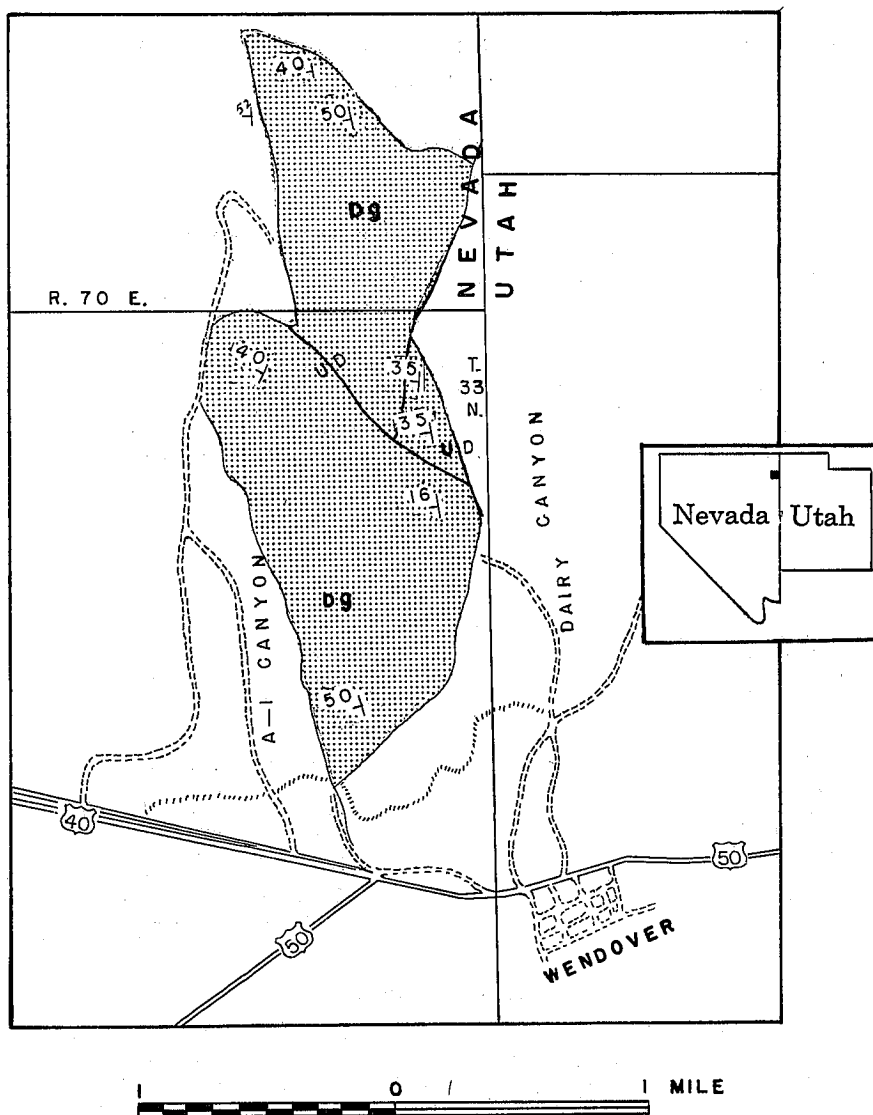 40
50
52
Dg
NEVADA
UTAH
R. 70 E.
40
U D
35
T.
33
N.
35
U D
16
DAIRY CANYON
Nevada Utah
A—1 CANYON
Dg
50
40
50
50
WENDOVER
1 0 1 MILE